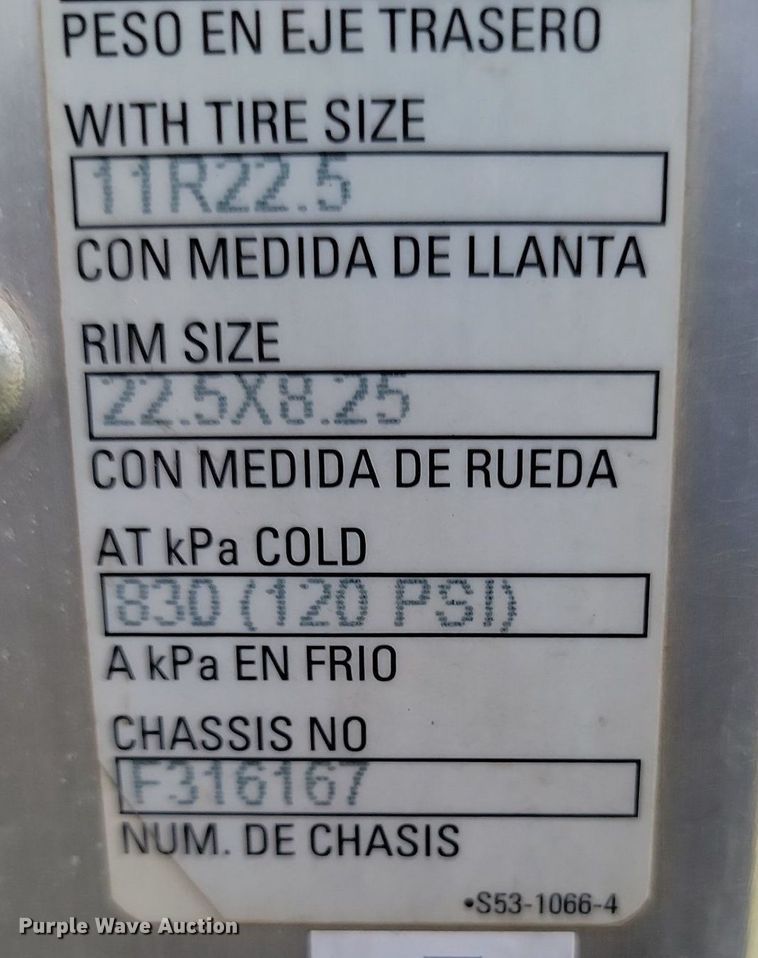 PESO EN EJE TRASERO
WITH TIRE SIZE
11R22.5
CON MEDIDA DE LLANTA
RIM SIZE
22.5X8.25
CON MEDIDA DE RUEDA
AT kPa COLD
830 (120 PSI)
A kPa EN FRIO
CHASSIS NO
F316167
NUM. DE CHASIS
•S53-1066-4
Purple Wave Auction